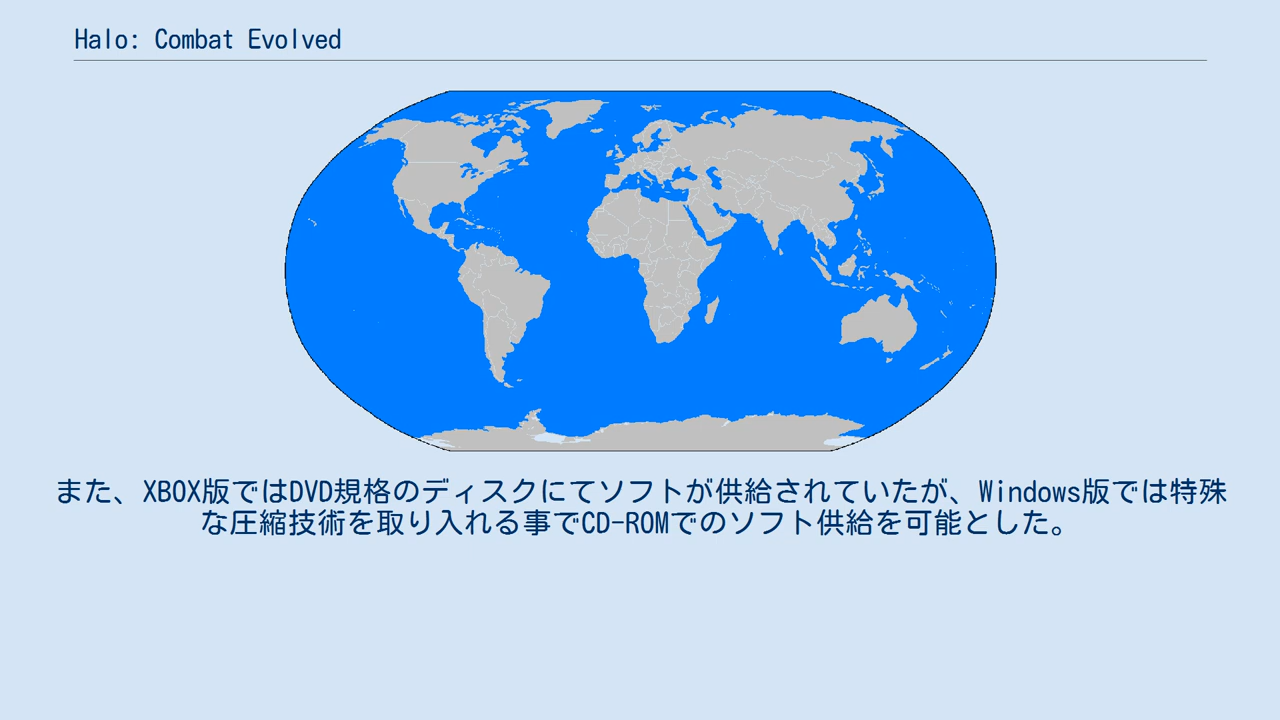 Halo: Combat Evolved
また、XBOX版ではDVD規格のディスクにてソフトが供給されていたが、Windows版では特殊
な圧縮技術を取り入れる事でCD-ROMでのソフト供給を可能とした。